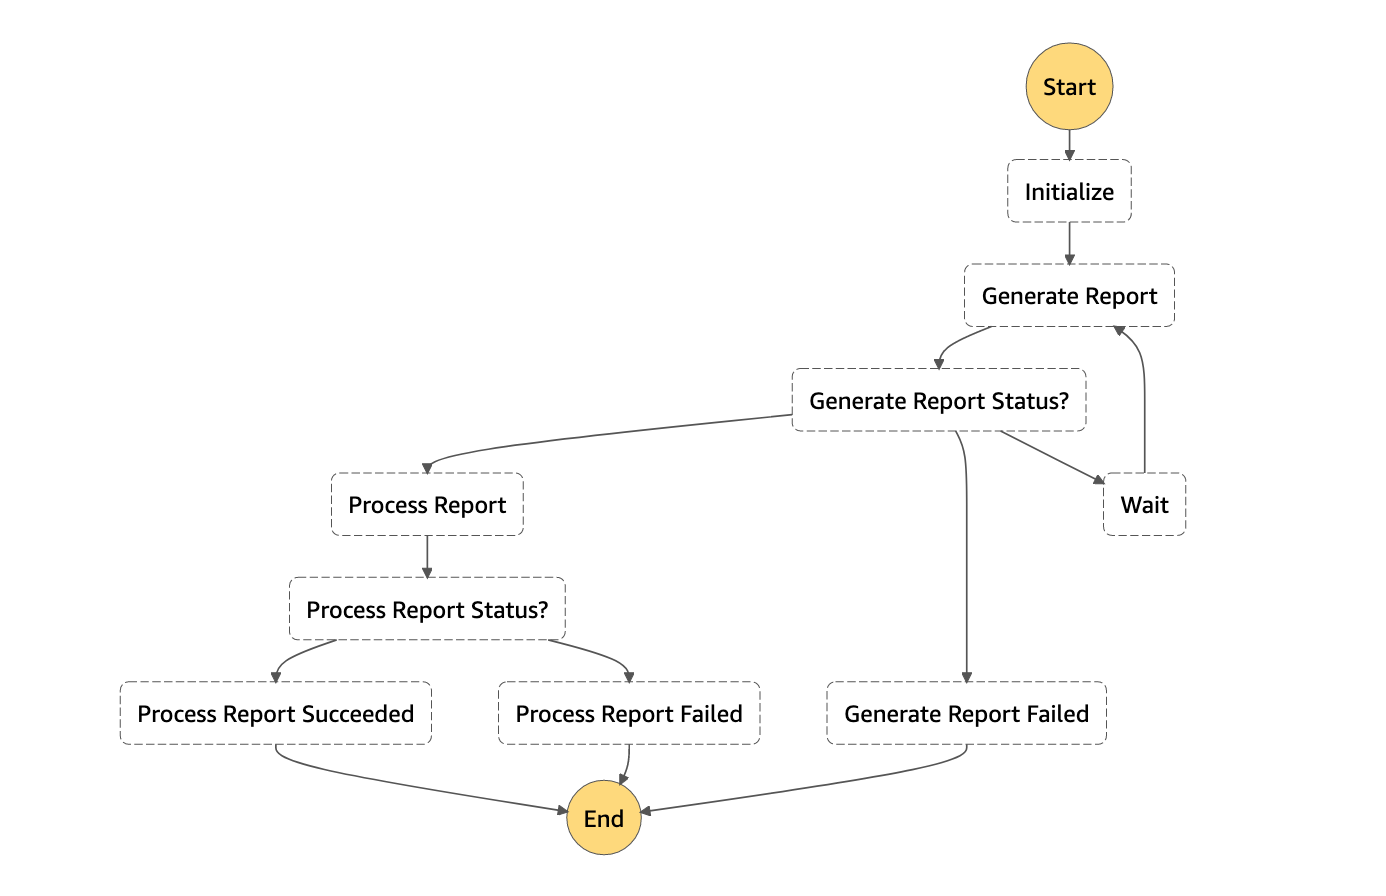 Start
Initialize
Generate Report
Generate Report Status?
Process Report
Wait
Process Report Status?
Process Report Succeeded
Process Report Failed
Generate Report Failed
End